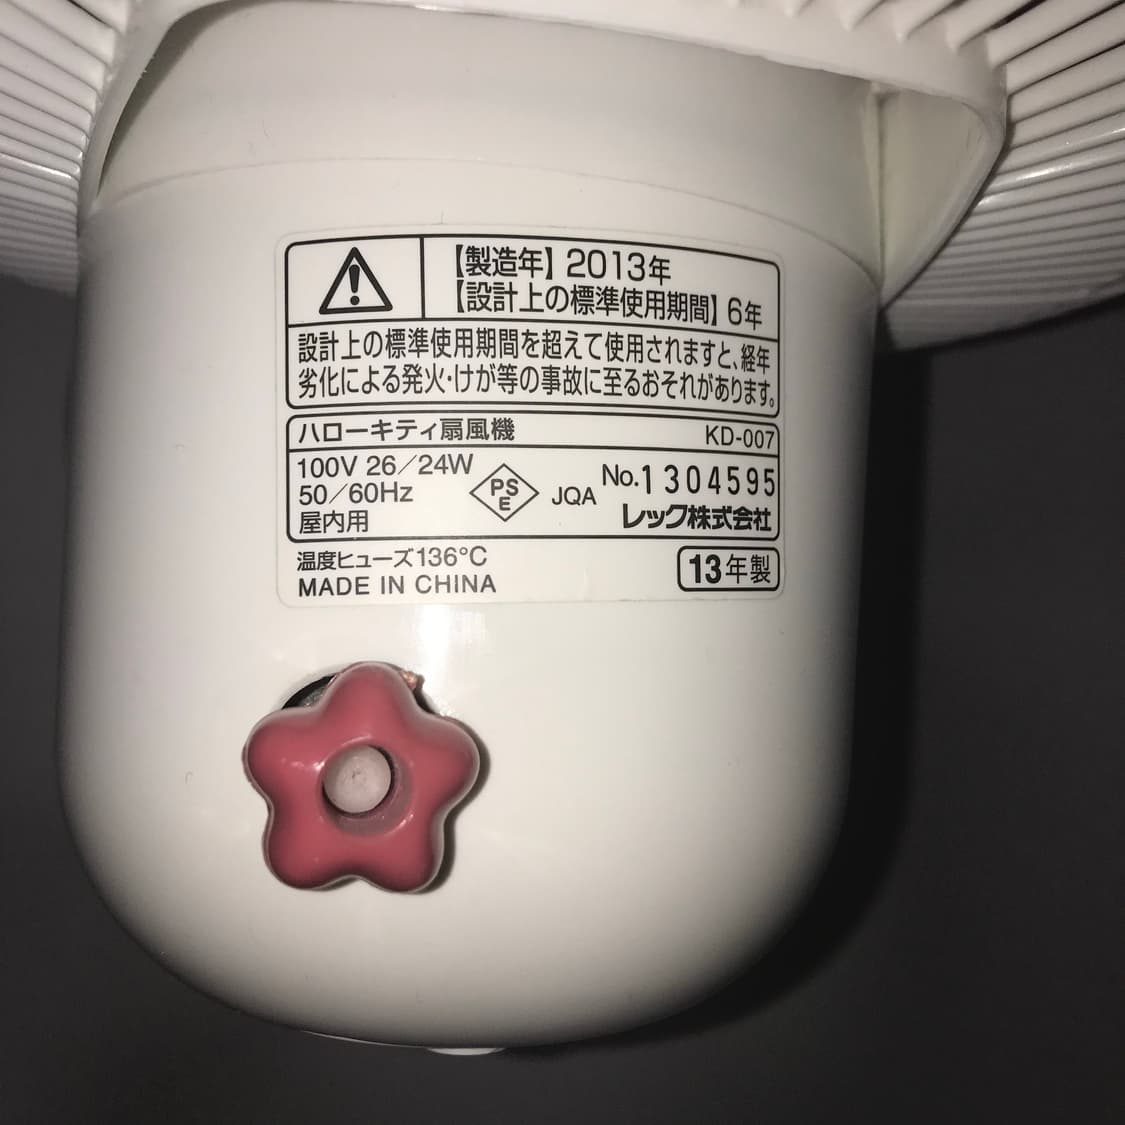 【製造年】2013年
【設計上の標準使用期間】6年
設計上の標準使用期間を超えて使用されますと、経年
劣化による発火・けが等の事故に至るおそれがあります。
ハローキティ扇風機 KD-007
100V 26/24W
50/60Hz
屋内用
PS
E
JQA
No.1304595
レック株式会社
温度ヒューズ136℃
MADE IN CHINA
13年製